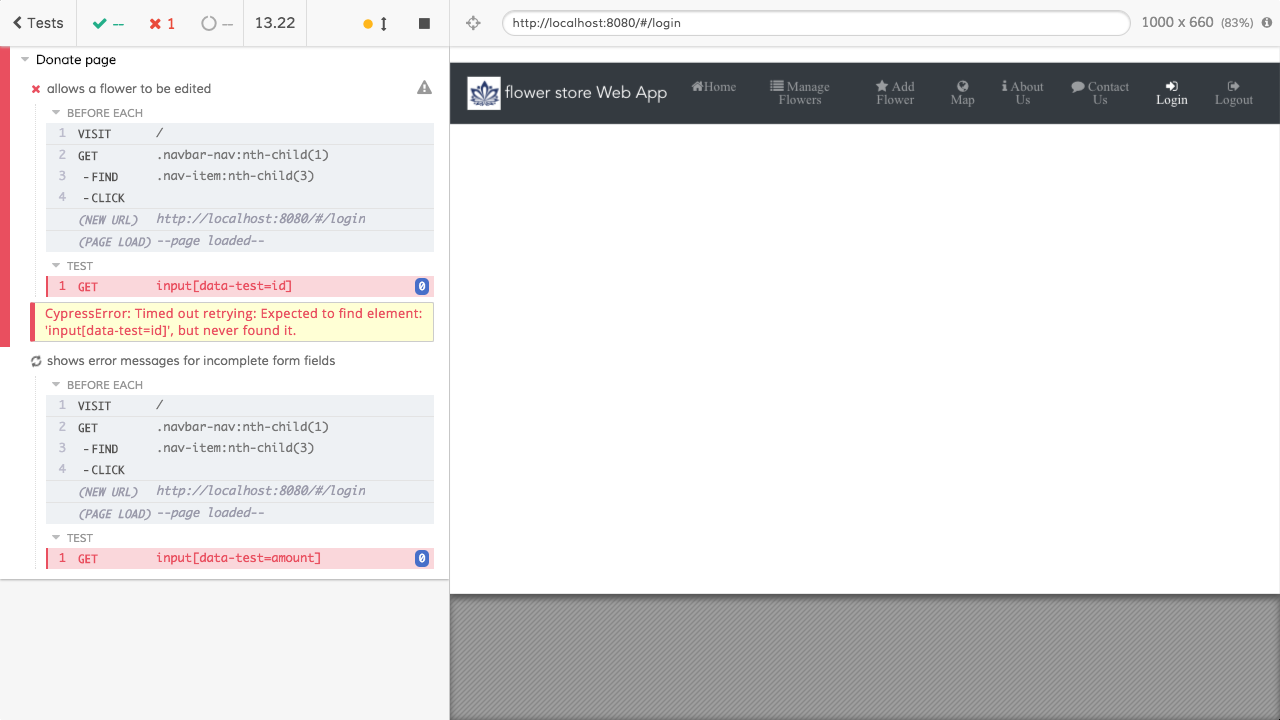 Tests
--
1
--
13.22
http://localhost:8080/#/login
1000 x 660 (83%)
Donate page
allows a flower to be edited
BEFORE EACH
1 VISIT /
2 GET .navbar-nav:nth-child(1)
3 -FIND .nav-item:nth-child(3)
4 -CLICK
(NEW URL) http://localhost:8080/#/login
(PAGE LOAD) --page loaded--
TEST
1 GET input[data-test=id] 0
CypressError: Timed out retrying: Expected to find element:
'input[data-test=id]', but never found it.
shows error messages for incomplete form fields
BEFORE EACH
1 VISIT /
2 GET .navbar-nav:nth-child(1)
3 -FIND .nav-item:nth-child(3)
4 -CLICK
(NEW URL) http://localhost:8080/#/login
(PAGE LOAD) --page loaded--
TEST
1 GET input[data-test=amount] 0
flower store Web App
Home
Manage
Flowers
Add
Flower
Map
About
Us
Contact
Us
Login
Logout